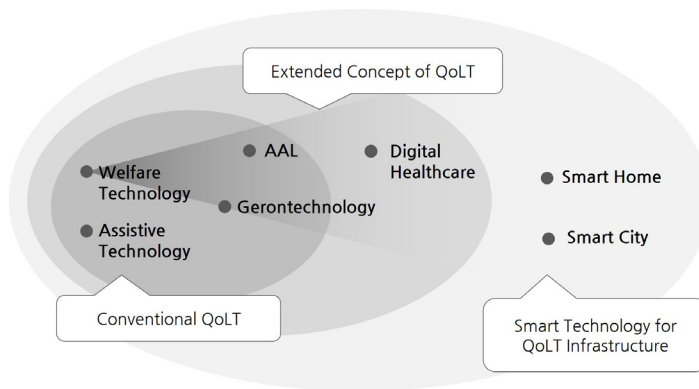 Extended Concept of QoLT
AAL
Digital
Healthcare
Welfare
Technology
Smart Home
Gerontechnology
Assistive
Technology
Smart City
Conventional QoLT
Smart Technology for
QoLT Infrastructure